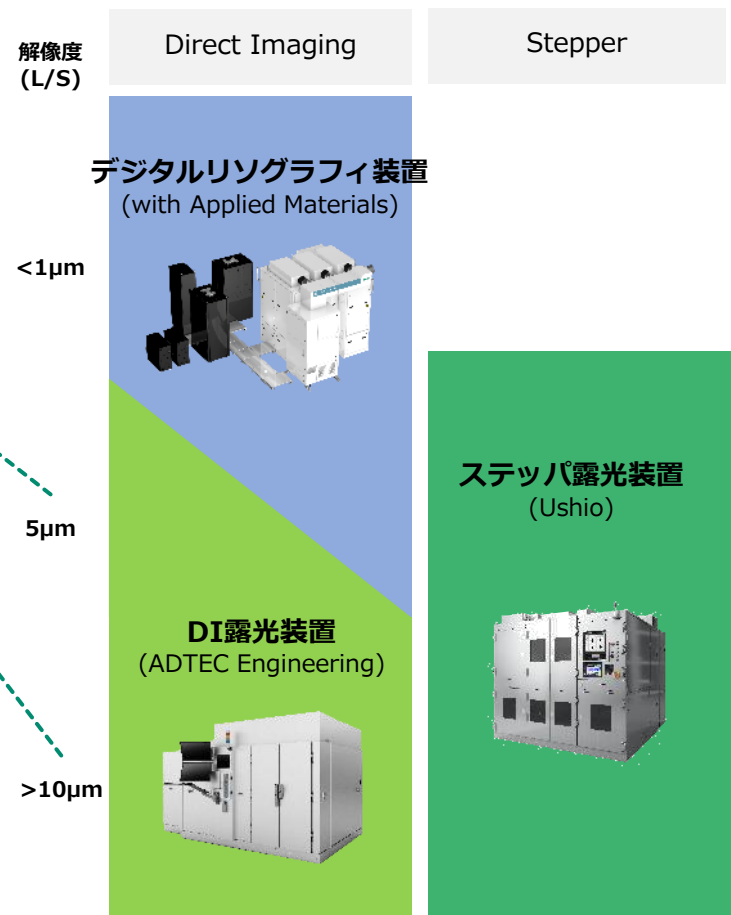 解像度
(L/S)
Direct Imaging
Stepper
デジタルリソグラフィ装置
(with Applied Materials)
<1μm
ステッパ露光装置
(Ushio)
5μm
DI露光装置
(ADTEC Engineering)
>10μm